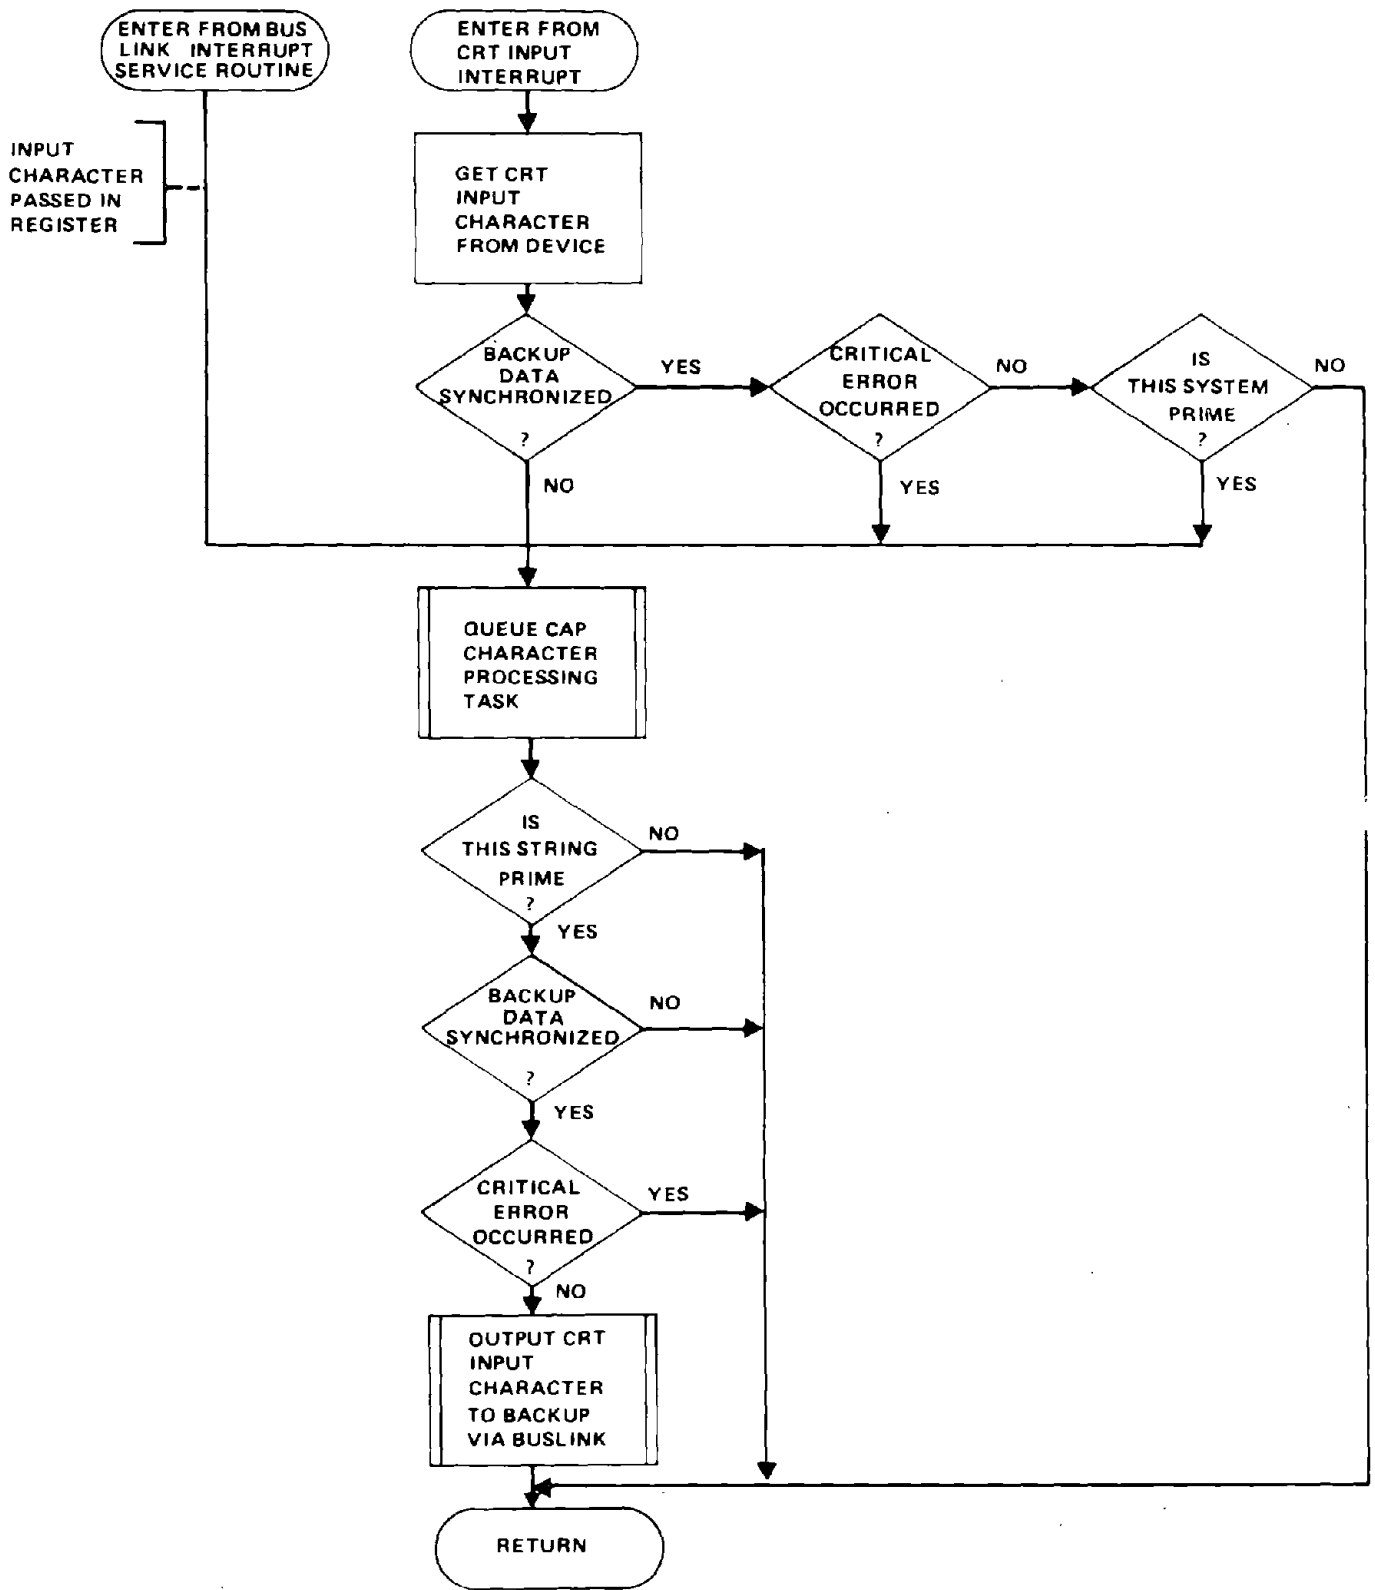 ENTER FROM BUS
LINK INTERRUPT
SERVICE ROUTINE
ENTER FROM
CRT INPUT
INTERRUPT
INPUT
CHARACTER
PASSED IN
REGISTER
GET CRT
INPUT
CHARACTER
FROM DEVICE
BACKUP
DATA
SYNCHRONIZED
?
YES
NO
CRITICAL
ERROR
OCCURRED
?
NO
YES
IS
THIS SYSTEM
PRIME
?
NO
YES
QUEUE CAP
CHARACTER
PROCESSING
TASK
IS
THIS STRING
PRIME
?
NO
YES
BACKUP
DATA
SYNCHRONIZED
?
NO
YES
CRITICAL
ERROR
OCCURRED
?
YES
NO
OUTPUT CRT
INPUT
CHARACTER
TO BACKUP
VIA BUSLINK
RETURN